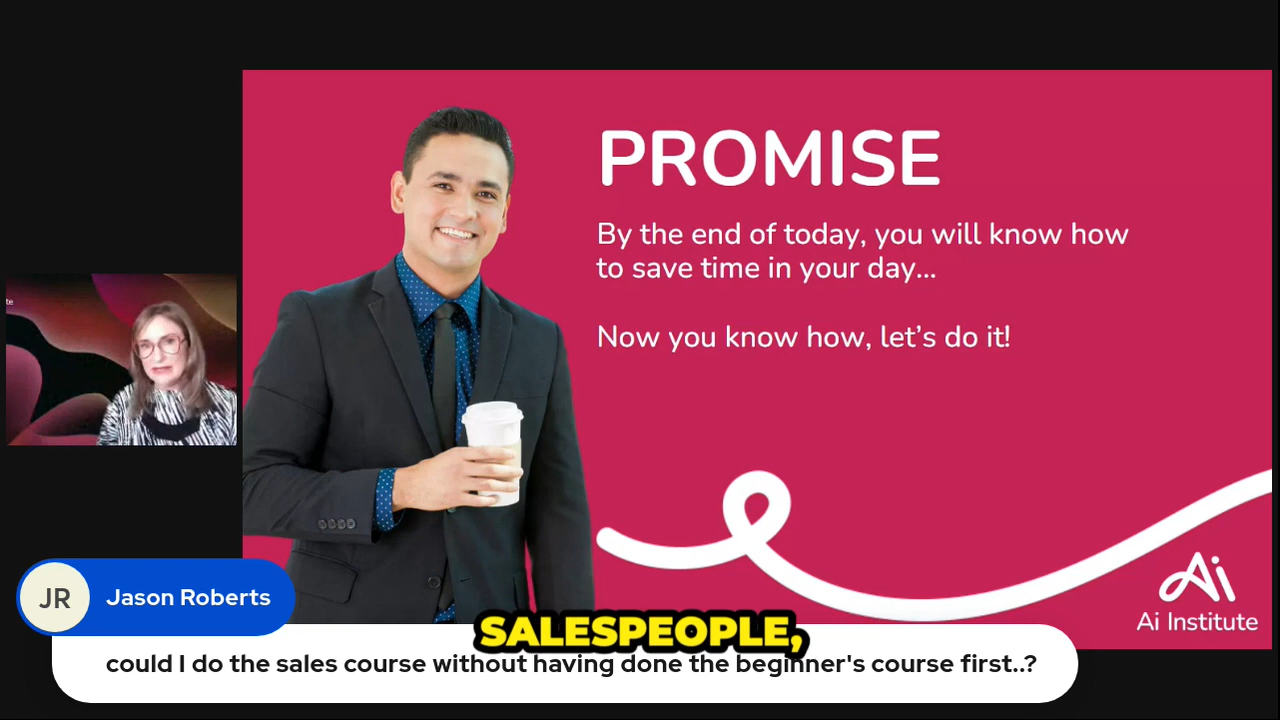 PROMISE
By the end of today, you will know how
to save time in your day...
Now you know how, let's do it!
te
Ai
Ai Institute
JR
Jason Roberts
SALESPEOPLE,
could I do the sales course without having done the beginner's course first..?